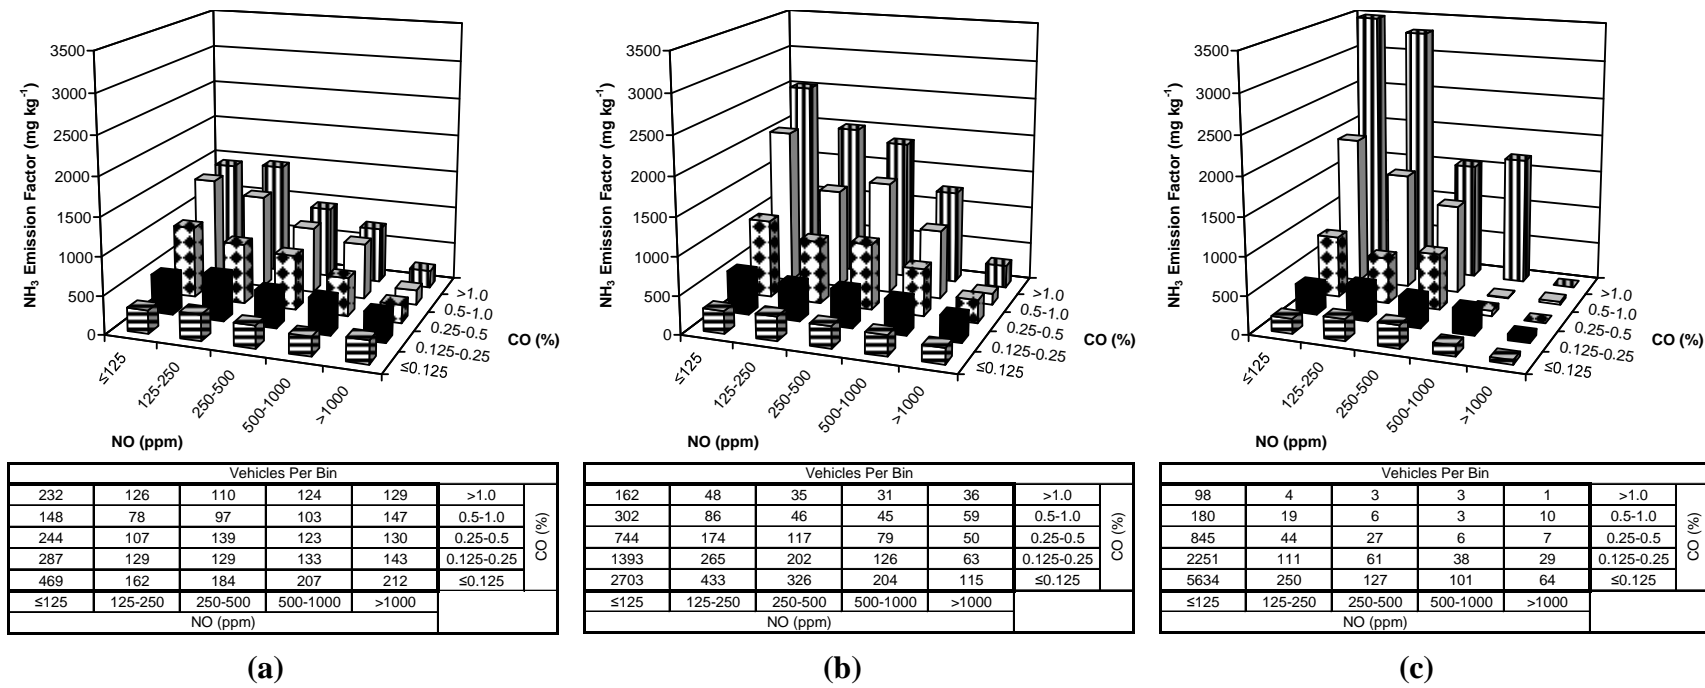 3500
3000
2500
2000
1500
1000
500
0
NH3 Emission Factor (mg kg-1)
≤125
125-250
250-500
500-1000
>1000
NO (ppm)
>1.0
0.5-1.0
0.25-0.5
0.125-0.25
≤0.125
CO (%)
Vehicles Per Bin
232 126 110 124 129 >1.0
148 78 97 103 147 0.5-1.0
244 107 139 123 130 0.25-0.5
287 129 129 133 143 0.125-0.25
469 162 184 207 212 ≤0.125
CO (%)
≤125 125-250 250-500 500-1000 >1000
NO (ppm)
(a)
3500
3000
2500
2000
1500
1000
500
0
NH3 Emission Factor (mg kg-1)
≤125
125-250
250-500
500-1000
>1000
NO (ppm)
>1.0
0.5-1.0
0.25-0.5
0.125-0.25
≤0.125
CO (%)
Vehicles Per Bin
162 48 35 31 36 >1.0
302 86 46 45 59 0.5-1.0
744 174 117 79 50 0.25-0.5
1393 265 202 126 63 0.125-0.25
2703 433 326 204 115 ≤0.125
CO (%)
≤125 125-250 250-500 500-1000 >1000
NO (ppm)
(b)
3500
3000
2500
2000
1500
1000
500
0
NH3 Emission Factor (mg kg-1)
≤125
125-250
250-500
500-1000
>1000
NO (ppm)
>1.0
0.5-1.0
0.25-0.5
0.125-0.25
≤0.125
CO (%)
Vehicles Per Bin
98 4 3 3 1 >1.0
180 19 6 3 10 0.5-1.0
845 44 27 6 7 0.25-0.5
2251 111 61 38 29 0.125-0.25
5634 250 127 101 64 ≤0.125
CO (%)
≤125 125-250 250-500 500-1000 >1000
NO (ppm)
(c)